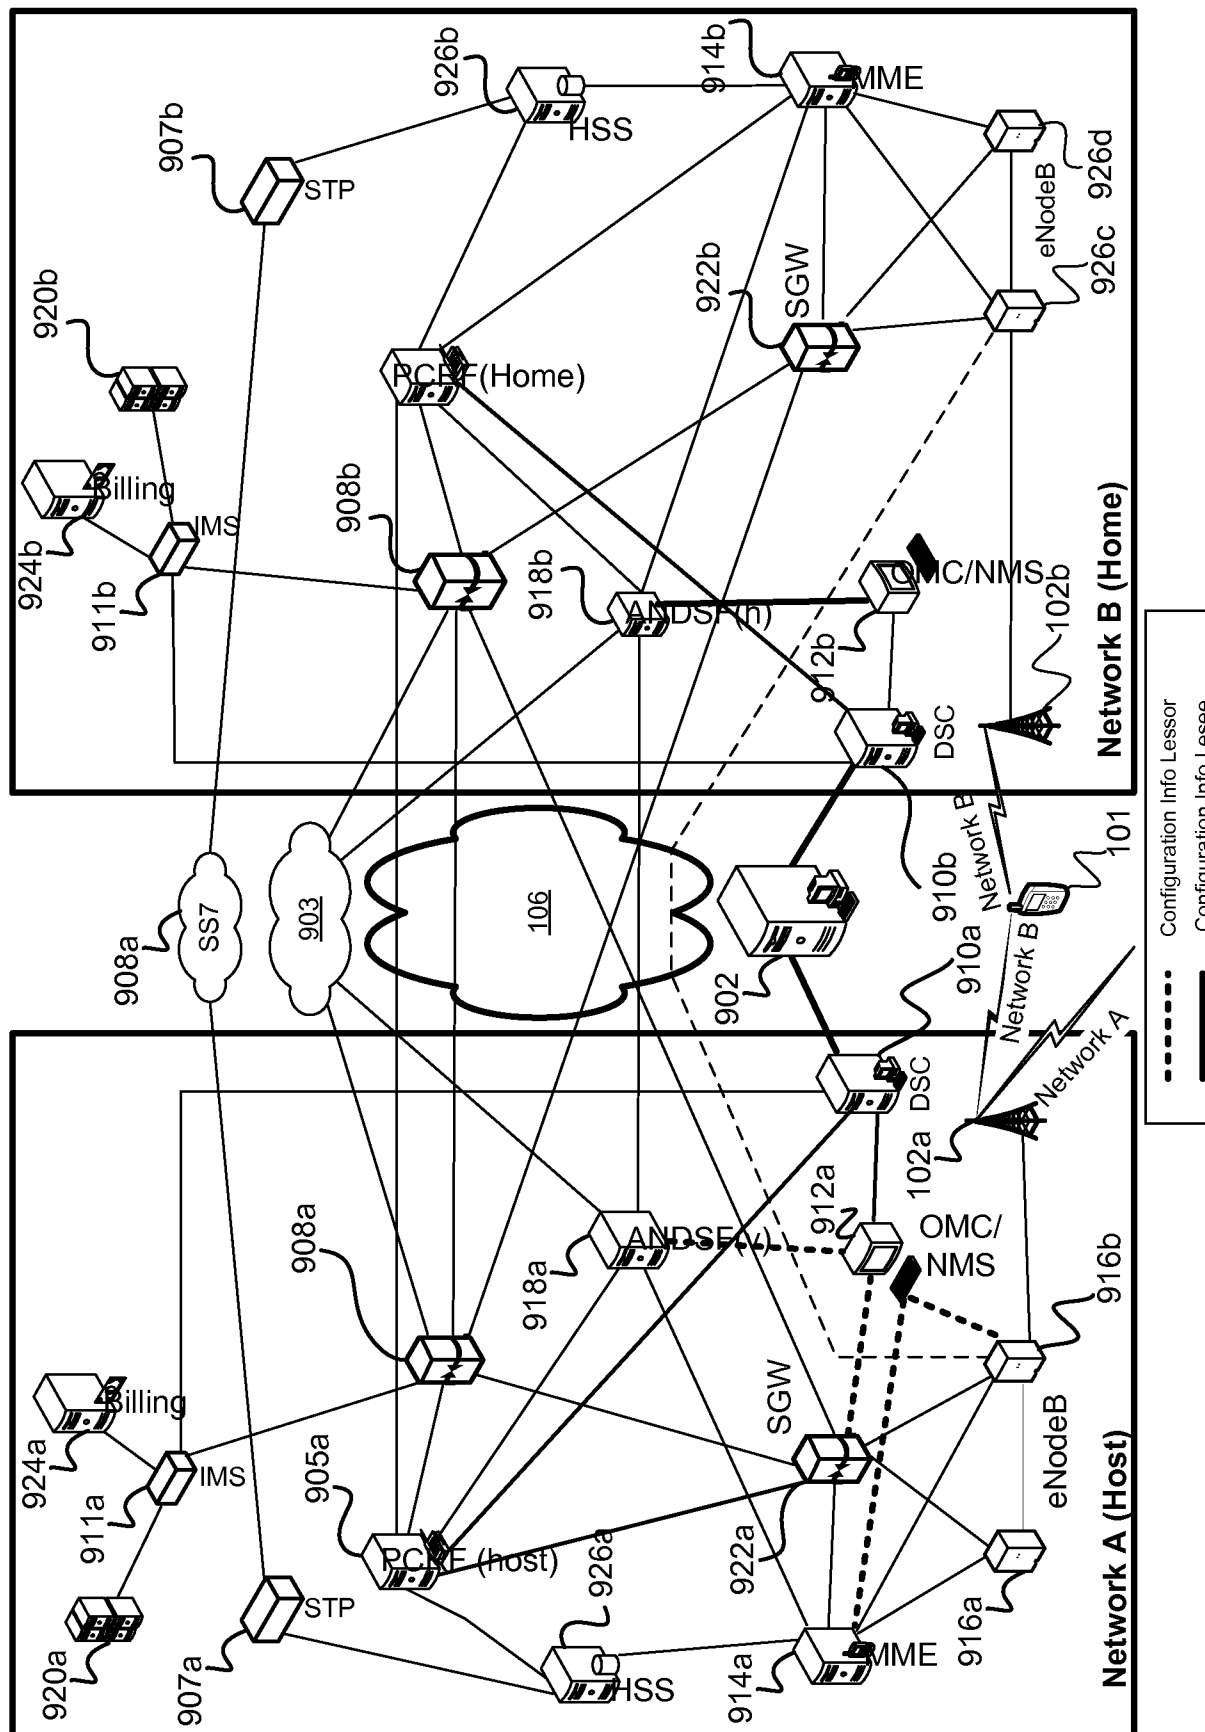 920a
924a
Billing
911a
IMS
907a
STP
905a
PCRF (host)
926a
HSS
908a
918a
ANDSF(v)
914a
MME
922a
SGW
912a
OMC/
NMS
DSC
910a
916a
eNodeB
916b
102a
Network A
Network A (Host)
908a
SS7
903
106
902
Network B
Network B
101
910b
924b
Billing
911b
IMS
920b
907b
STP
926b
HSS
PCRF(Home)
908b
918b
ANDSF(h)
914b
MME
922b
SGW
912b
OMC/NMS
DSC
102b
926c
eNodeB
926d
Network B (Home)
Configuration Info Lessor
Configuration Info Lesee